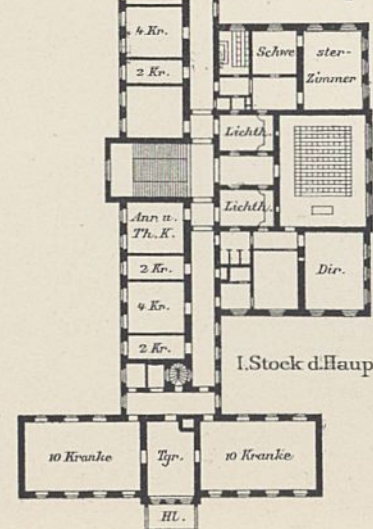 4 Kr.
Schwe ster-
Zimmer
2 Kr.
Lichth.
Lichth.
Anr. u.
Th. K.
2 Kr.
Dir.
4 Kr.
2 Kr.
I. Stock d. Haup
10 Kranke
Tgr.
10 Kranke
Hl.